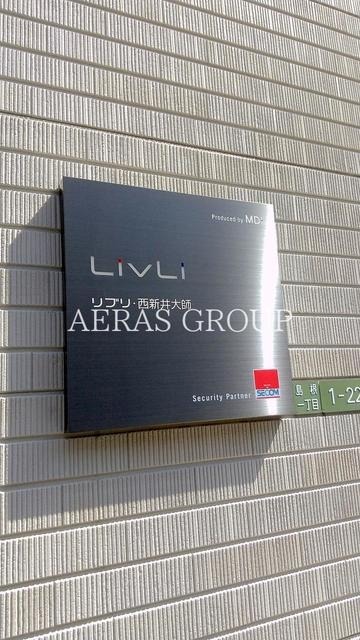 Produced by MDI
LivLi
リブリ・西新井大師
AERAS GROUP
Security Partner SECOM
島根
一丁目
1-22